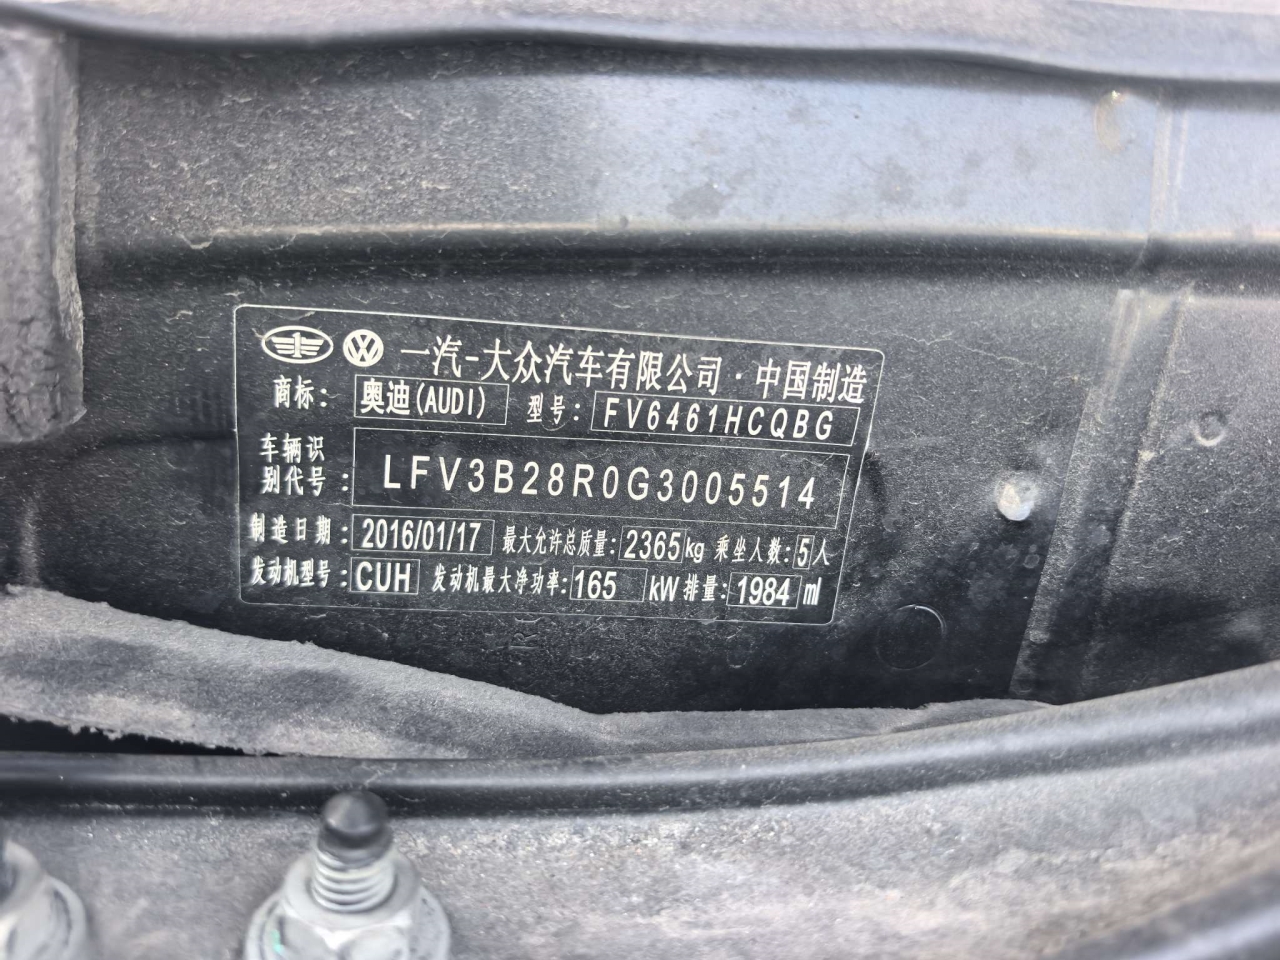 一汽-大众汽车有限公司·中国制造
商标: 奥迪(AUDI) 型号: FV6461HCQBG
车辆识
别代号: LFV3B28R0G3005514
制造日期: 2016/01/17 最大允许总质量: 2365kg 乘坐人数: 5人
发动机型号: CUH 发动机最大净功率: 165 kW 排量: 1984 ml